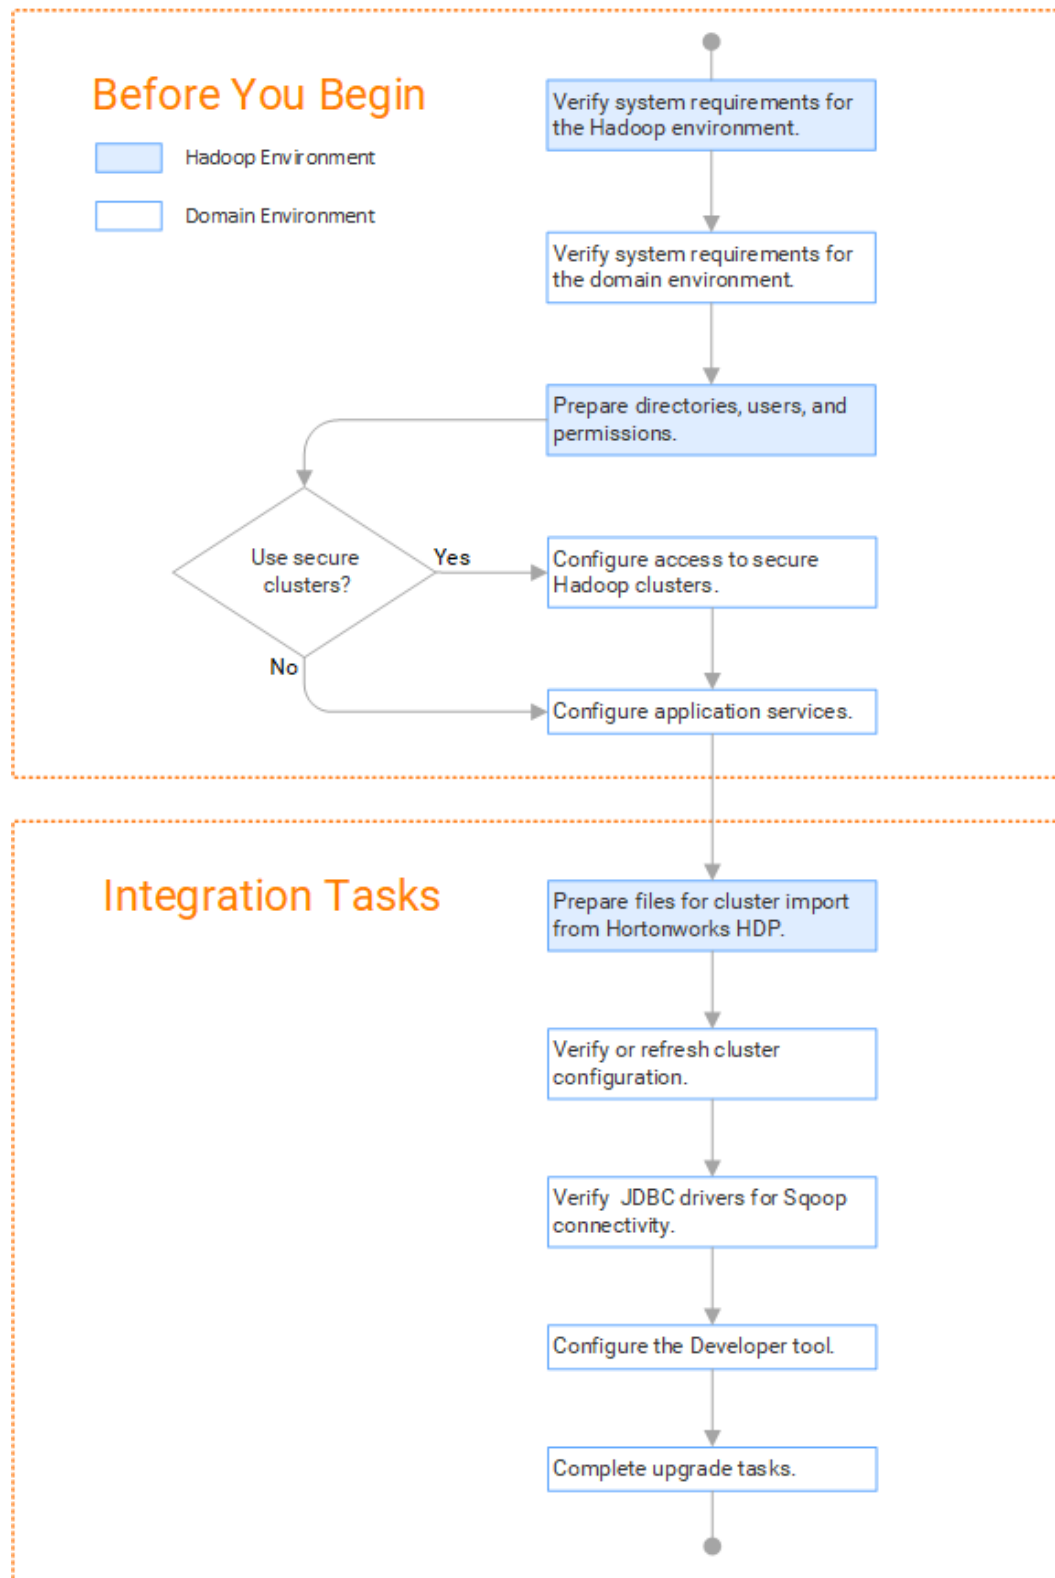 Before You Begin
Hadoop Environment
Domain Environment
Verify system requirements for
the Hadoop environment.
Verify system requirements for
the domain environment.
Prepare directories, users, and
permissions.
Use secure
clusters?
Yes
No
Configure access to secure
Hadoop clusters.
Configure application services.
Integration Tasks
Prepare files for cluster import
from Hortonworks HDP.
Verify or refresh cluster
configuration.
Verify JDBC drivers for Sqoop
connectivity.
Configure the Developer tool.
Complete upgrade tasks.